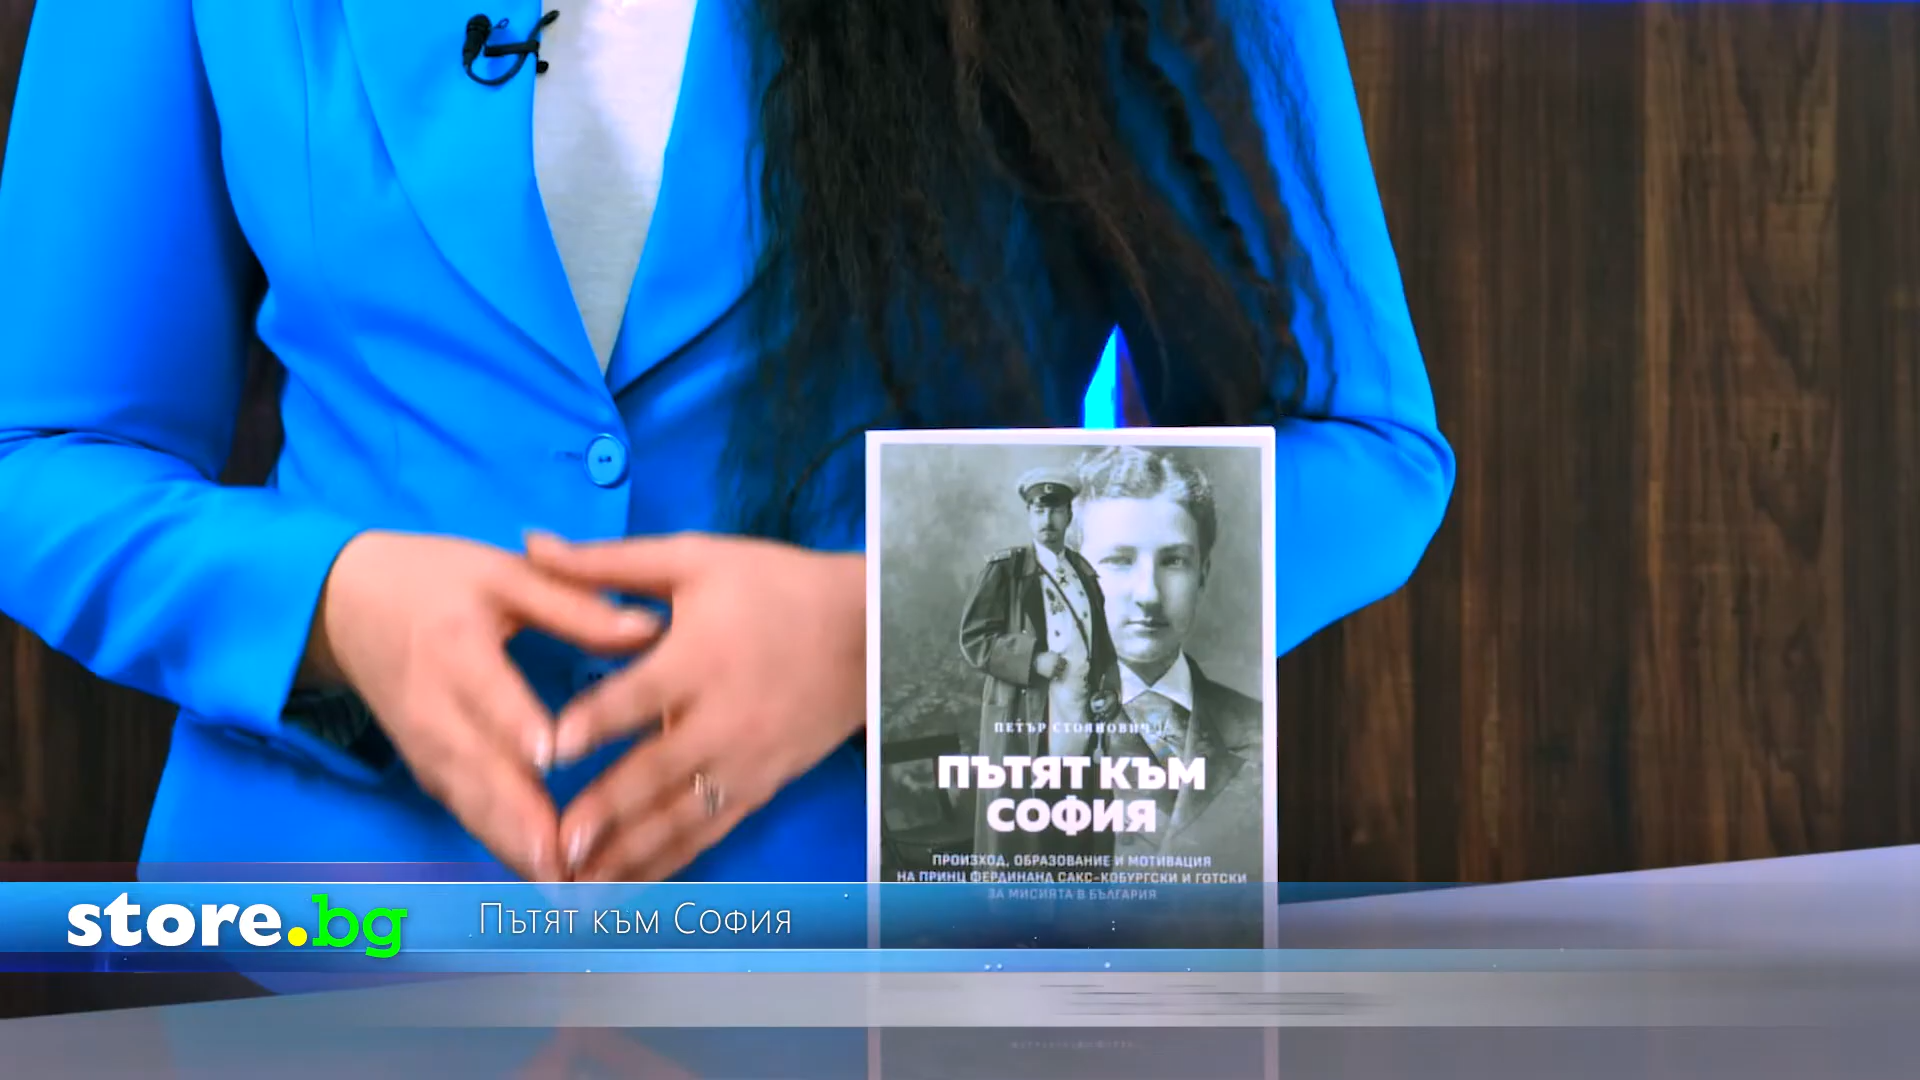 ПЕТЪР СТОЯНОВИЧ
ПЪТЯТ КЪМ
СОФИЯ
ПРОИЗХОД, ОБРАЗОВАНИЕ И МОТИВАЦИЯ
НА ПРИНЦ ФЕРДИНАНД САКС-КОБУРГСКИ И ГОТСКИ
ЗА МИСИЯТА В БЪЛГАРИЯ
store.bg
Пътят към София